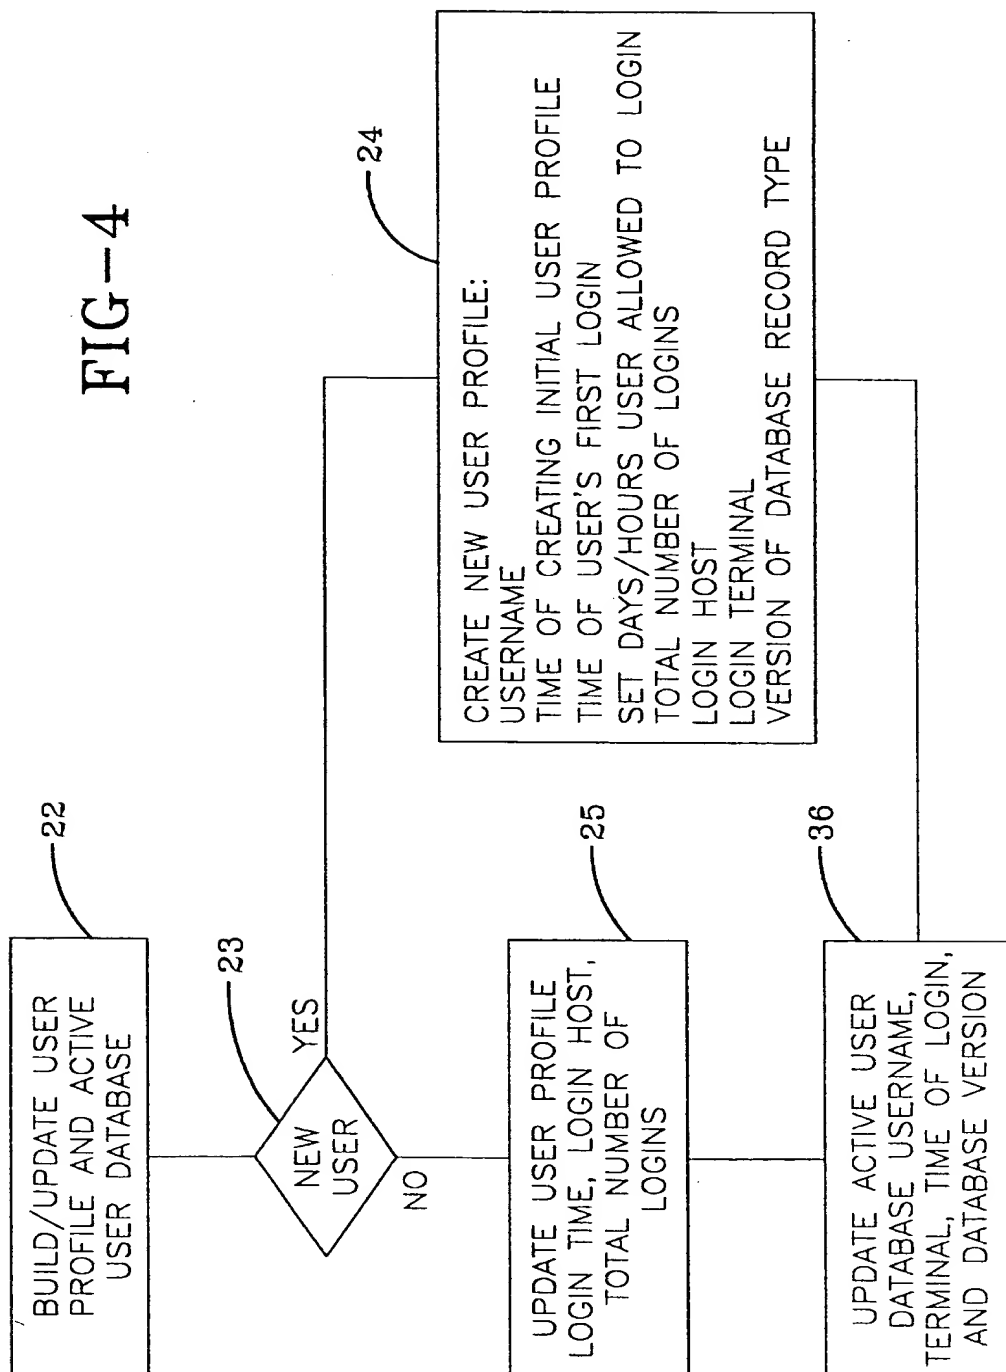 FIG-4
22
BUILD/UPDATE USER
PROFILE AND ACTIVE
USER DATABASE
23
NEW
USER
YES
NO
24
CREATE NEW USER PROFILE:
USERNAME
TIME OF CREATING INITIAL USER PROFILE
TIME OF USER'S FIRST LOGIN
SET DAYS/HOURS USER ALLOWED TO LOGIN
TOTAL NUMBER OF LOGINS
LOGIN HOST
LOGIN TERMINAL
VERSION OF DATABASE RECORD TYPE
25
UPDATE USER PROFILE
LOGIN TIME, LOGIN HOST,
TOTAL NUMBER OF
LOGINS
36
UPDATE ACTIVE USER
DATABASE USERNAME,
TERMINAL, TIME OF LOGIN,
AND DATABASE VERSION